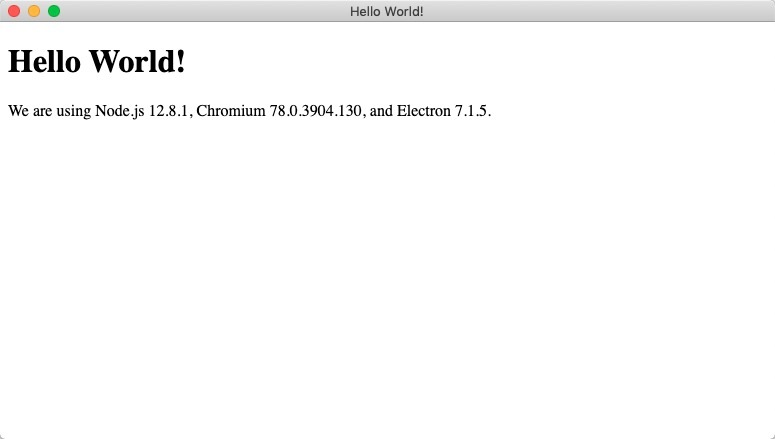 Hello World!
Hello World!
We are using Node.js 12.8.1, Chromium 78.0.3904.130, and Electron 7.1.5.